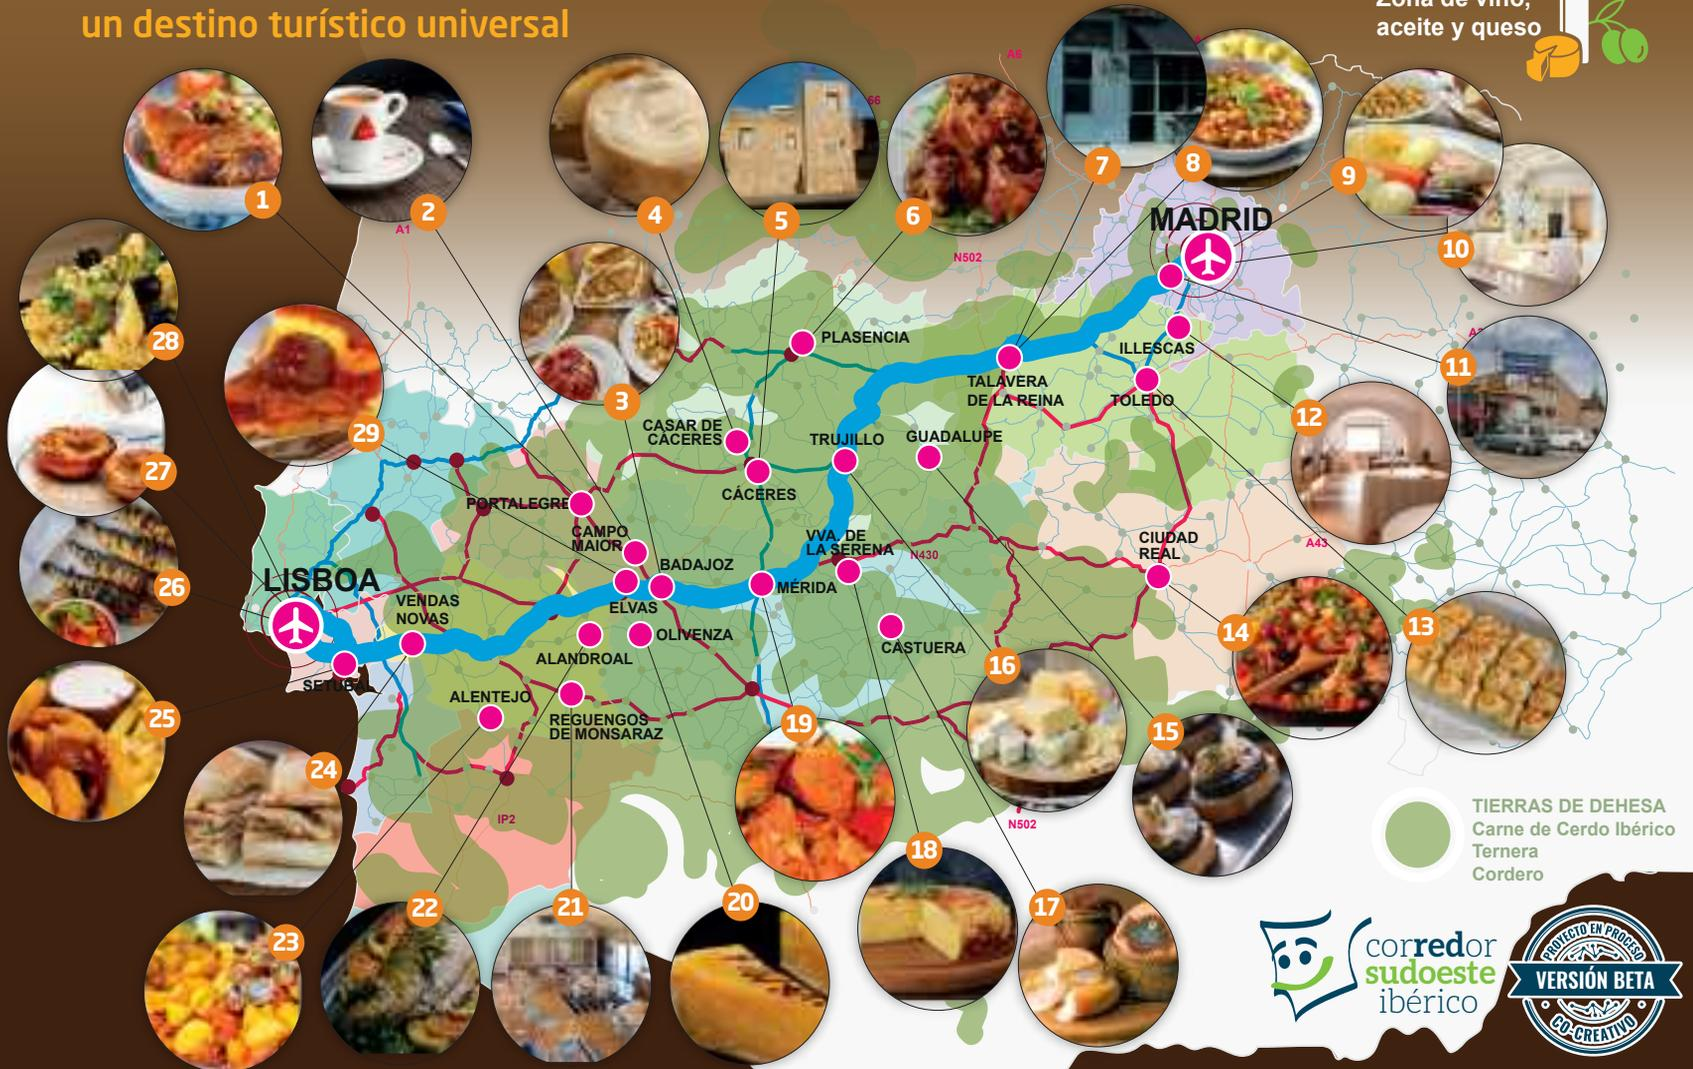 un destino turístico universal
Zona de vino,
aceite y queso
A6
66
1
2
4
5
6
7
8
9
10
A1
N502
MADRID
28
3
PLASENCIA
ILLESCAS
11
TALAVERA
DE LA REINA
TOLEDO
12
29
CASAR DE
CÁCERES
TRUJILLO
GUADALUPE
27
CÁCERES
PORTALEGRE
CAMPO
MAIOR
VVA. DE
LA SERENA
N430
CIUDAD
REAL
A43
BADAJOZ
LISBOA
26
MÉRIDA
VENDAS
NOVAS
ELVAS
14
13
OLIVENZA
CASTUERA
ALANDROAL
16
SETUBAL
ALENTEJO
25
REGUENGOS
DE MONSARAZ
19
15
24
IP2
N502
TIERRAS DE DEHESA
Carne de Cerdo Ibérico
Ternera
Cordero
18
23
22
21
20
17
corredor
sudoeste
ibérico
PROYECTO EN PROCESO
VERSIÓN BETA
CO-CREATIVO